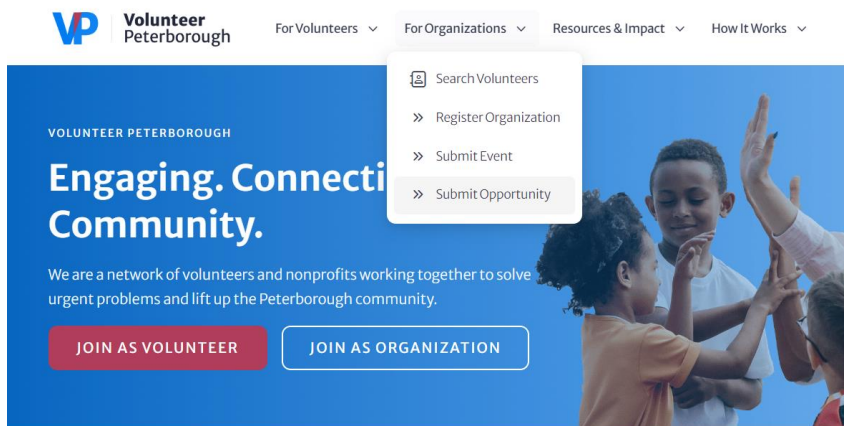 VP Volunteer
Peterborough
For Volunteers
For Organizations
Resources & Impact
How It Works
Search Volunteers
Register Organization
Submit Event
Submit Opportunity
VOLUNTEER PETERBOROUGH
Engaging. Connecti
Community.
We are a network of volunteers and nonprofits working together to solve
urgent problems and lift up the Peterborough community.
JOIN AS VOLUNTEER
JOIN AS ORGANIZATION